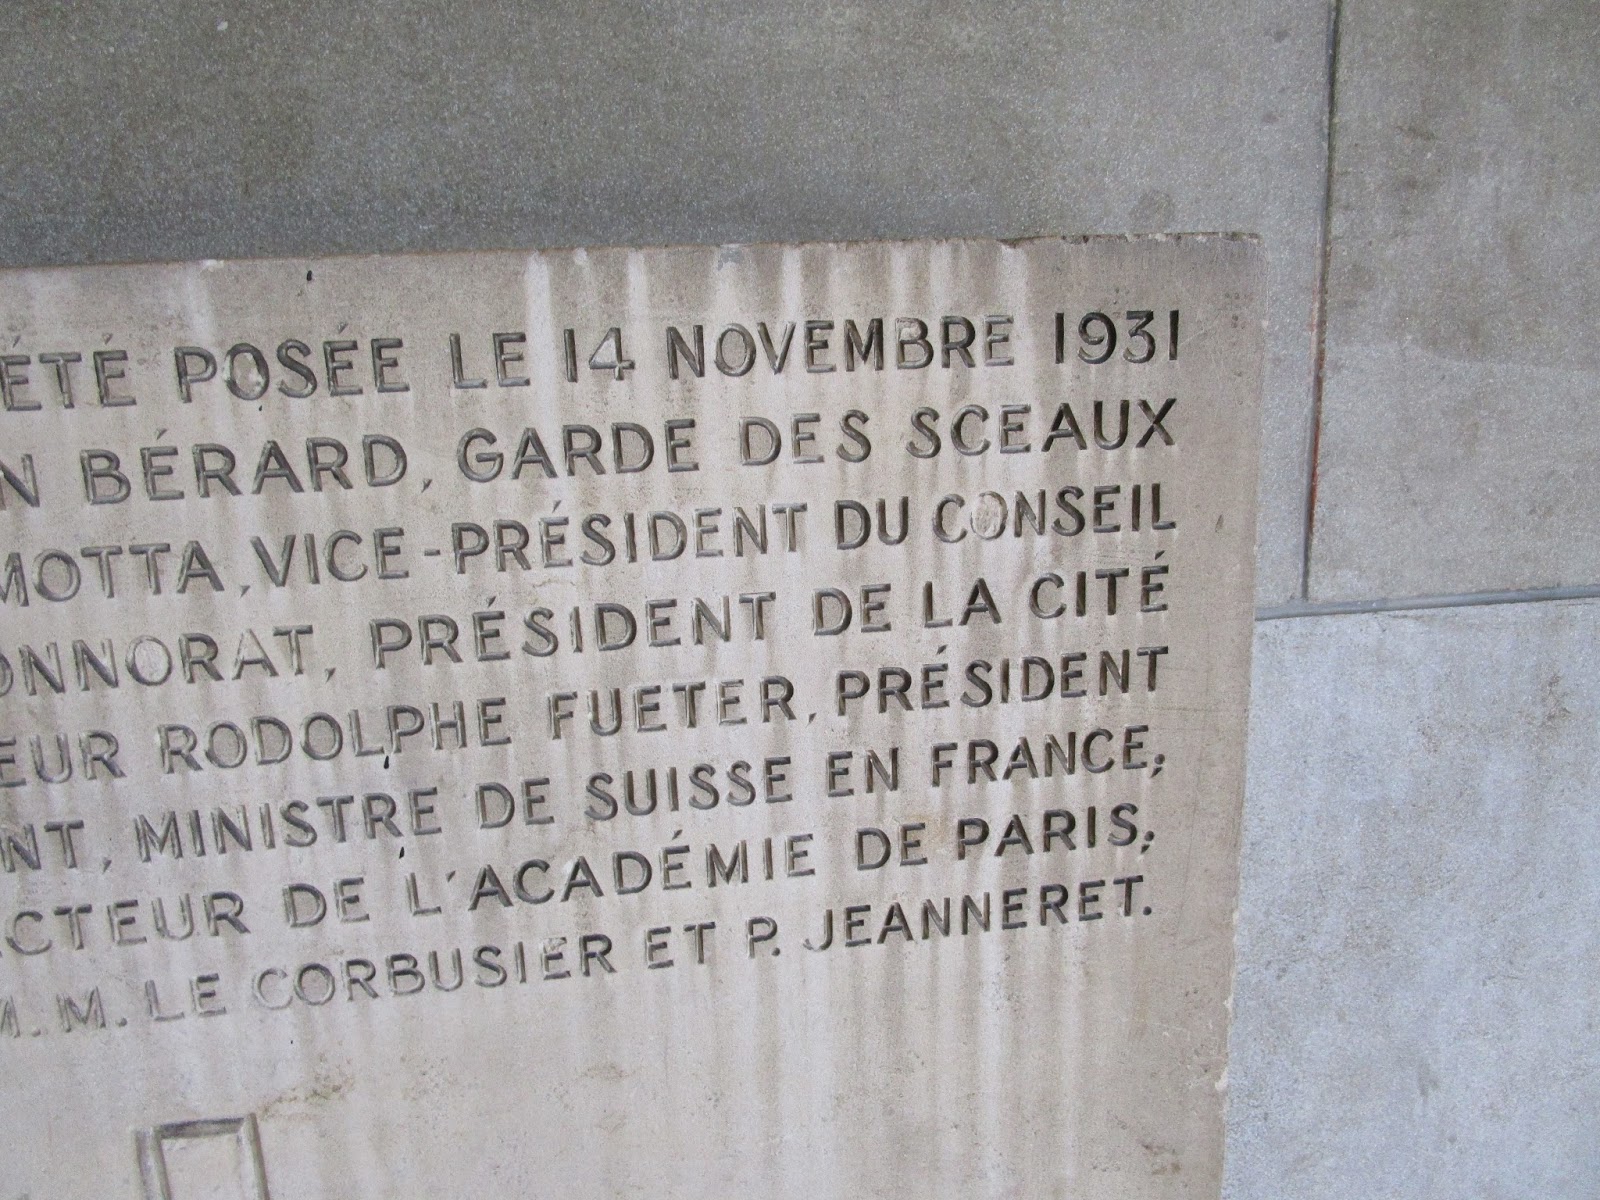 ÉTÉ POSÉE LE 14 NOVEMBRE 1931
N BÉRARD, GARDE DES SCEAUX
MOTTA, VICE-PRÉSIDENT DU CONSEIL
ONNORAT, PRÉSIDENT DE LA CITÉ
EUR RODOLPHE FUETER, PRÉSIDENT
NT, MINISTRE DE SUISSE EN FRANCE;
CTEUR DE L'ACADÉMIE DE PARIS;
M. M. LE CORBUSIER ET P. JEANNERET.